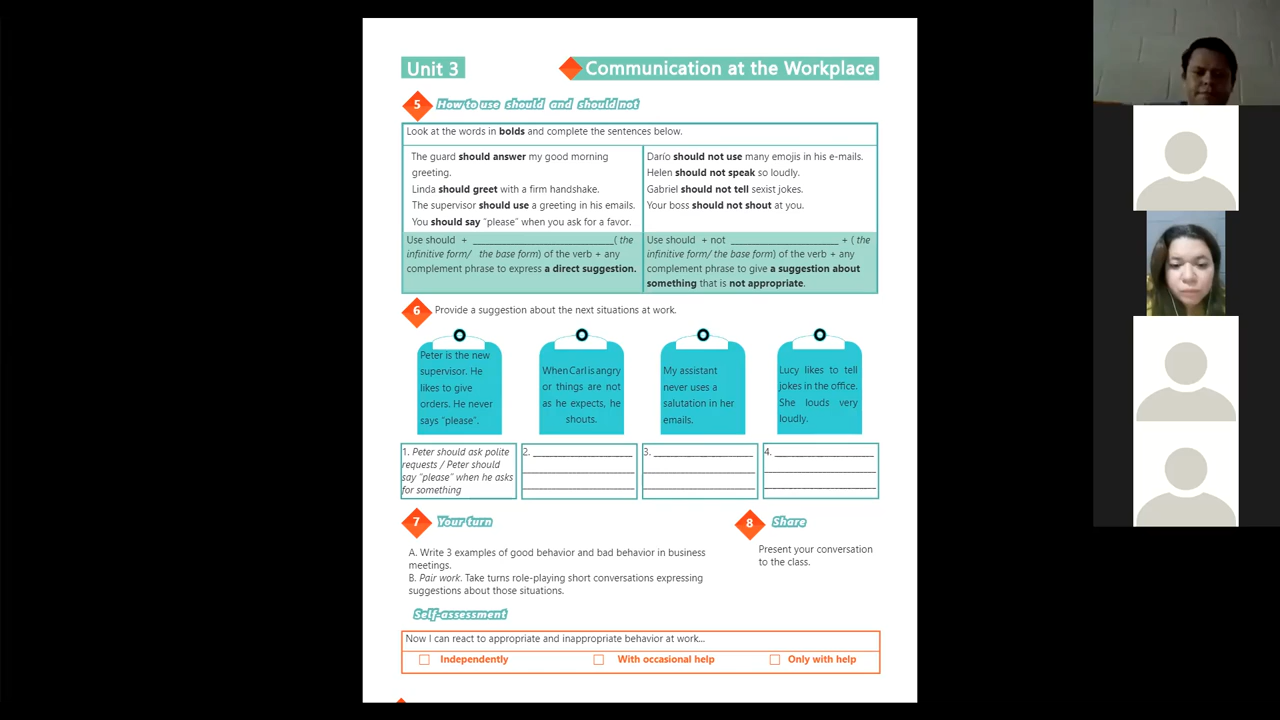 Unit 3
Communication at the Workplace
5 How to use should and should not
Look at the words in bolds and complete the sentences below.
The guard should answer my good morning
greeting.
Linda should greet with a firm handshake.
The supervisor should use a greeting in his emails.
You should say “please” when you ask for a favor.
Darío should not use many emojis in his e-mails.
Helen should not speak so loudly.
Gabriel should not tell sexist jokes.
Your boss should not shout at you.
Use should + __________________________( the
infinitive form/ the base form) of the verb + any
complement phrase to express a direct suggestion.
Use should + not ____________________ + ( the
infinitive form/ the base form) of the verb + any
complement phrase to give a suggestion about
something that is not appropriate.
6 Provide a suggestion about the next situations at work.
Peter is the new
supervisor. He
likes to give
orders. He never
says “please”.
When Carl is angry
or things are not
as he expects, he
shouts.
My assistant
never uses a
salutation in her
emails.
Lucy likes to tell
jokes in the office.
She louds very
loudly.
1. Peter should ask polite
requests / Peter should
say “please” when he asks
for something
2. ___________________
3. ___________________
4. ___________________
7 Your turn
A. Write 3 examples of good behavior and bad behavior in business
meetings.
B. Pair work. Take turns role-playing short conversations expressing
suggestions about those situations.
8 Share
Present your conversation
to the class.
Self-assessment
Now I can react to appropriate and inappropriate behavior at work...
Independently
With occasional help
Only with help